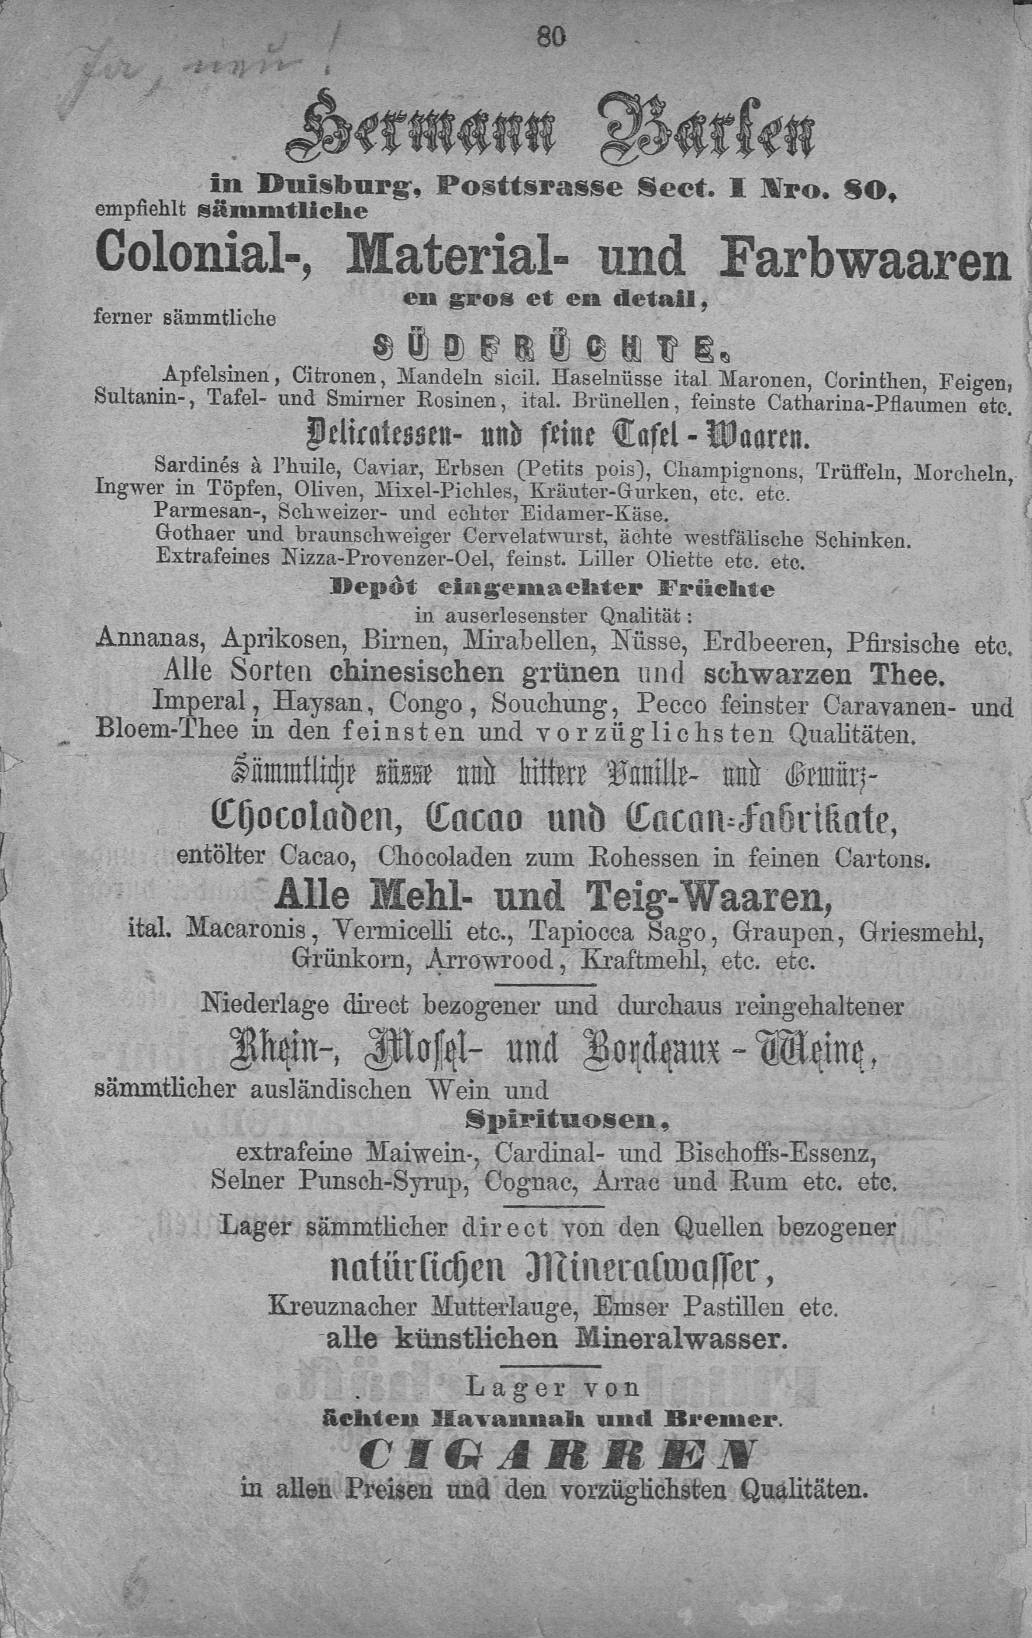 80
Ja, neu!
Hermann Barsen
in Duisburg, Posttsrasse Sect. I Nro. 80,
empfiehlt sämmtliche
Colonial-, Material- und Farbwaaren
en gros et en detail,
ferner sämmtliche
SÜDFRÜCHTE.
Apfelsinen, Citronen, Mandeln sicil. Haselnüsse ital. Maronen, Corinthen, Feigen,
Sultanin-, Tafel- und Smirner Rosinen, ital. Brünellen, feinste Catharina-Pflaumen etc.
Delicatessen- und feine Tafel-Waaren.
Sardinés à l'huile, Caviar, Erbsen (Petits pois), Champignons, Trüffeln, Morcheln,
Ingwer in Töpfen, Oliven, Mixel-Pichles, Kräuter-Gurken, etc. etc.
Parmesan-, Schweizer- und echter Eidamer-Käse.
Gothaer und braunschweiger Cervelatwurst, ächte westfälische Schinken.
Extrafeines Nizza-Provenzer-Oel, feinst. Liller Oliette etc. etc.
Depôt eingemachter Früchte
in auserlesenster Qnalität:
Annanas, Aprikosen, Birnen, Mirabellen, Nüsse, Erdbeeren, Pfirsische etc.
Alle Sorten chinesischen grünen und schwarzen Thee.
Imperal, Haysan, Congo, Souchung, Pecco feinster Caravanen- und
Bloem-Thee in den feinsten und vorzüglichsten Qualitäten.
Sämmtliche süsse und bittere Vanille- und Gewürz-
Chocoladen, Cacao und Cacan-Fabrikate,
entölter Cacao, Chocoladen zum Rohessen in feinen Cartons.
Alle Mehl- und Teig-Waaren,
ital. Macaronis, Vermicelli etc., Tapiocca Sago, Graupen, Griesmehl,
Grünkorn, Arrowrood, Kraftmehl, etc. etc.
Niederlage direct bezogener und durchaus reingehaltener
Rhein-, Mosel- und Bordeaux-Weine,
sämmtlicher ausländischen Wein und
Spirituosen,
extrafeine Maiwein-, Cardinal- und Bischoffs-Essenz,
Selner Punsch-Syrup, Cognac, Arrac und Rum etc. etc.
Lager sämmtlicher direct von den Quellen bezogener
natürlichen Mineralwasser,
Kreuznacher Mutterlauge, Emser Pastillen etc.
alle künstlichen Mineralwasser.
Lager von
ächten Havannah und Bremer.
CIGARREN
in allen Preisen und den vorzüglichsten Qualitäten.